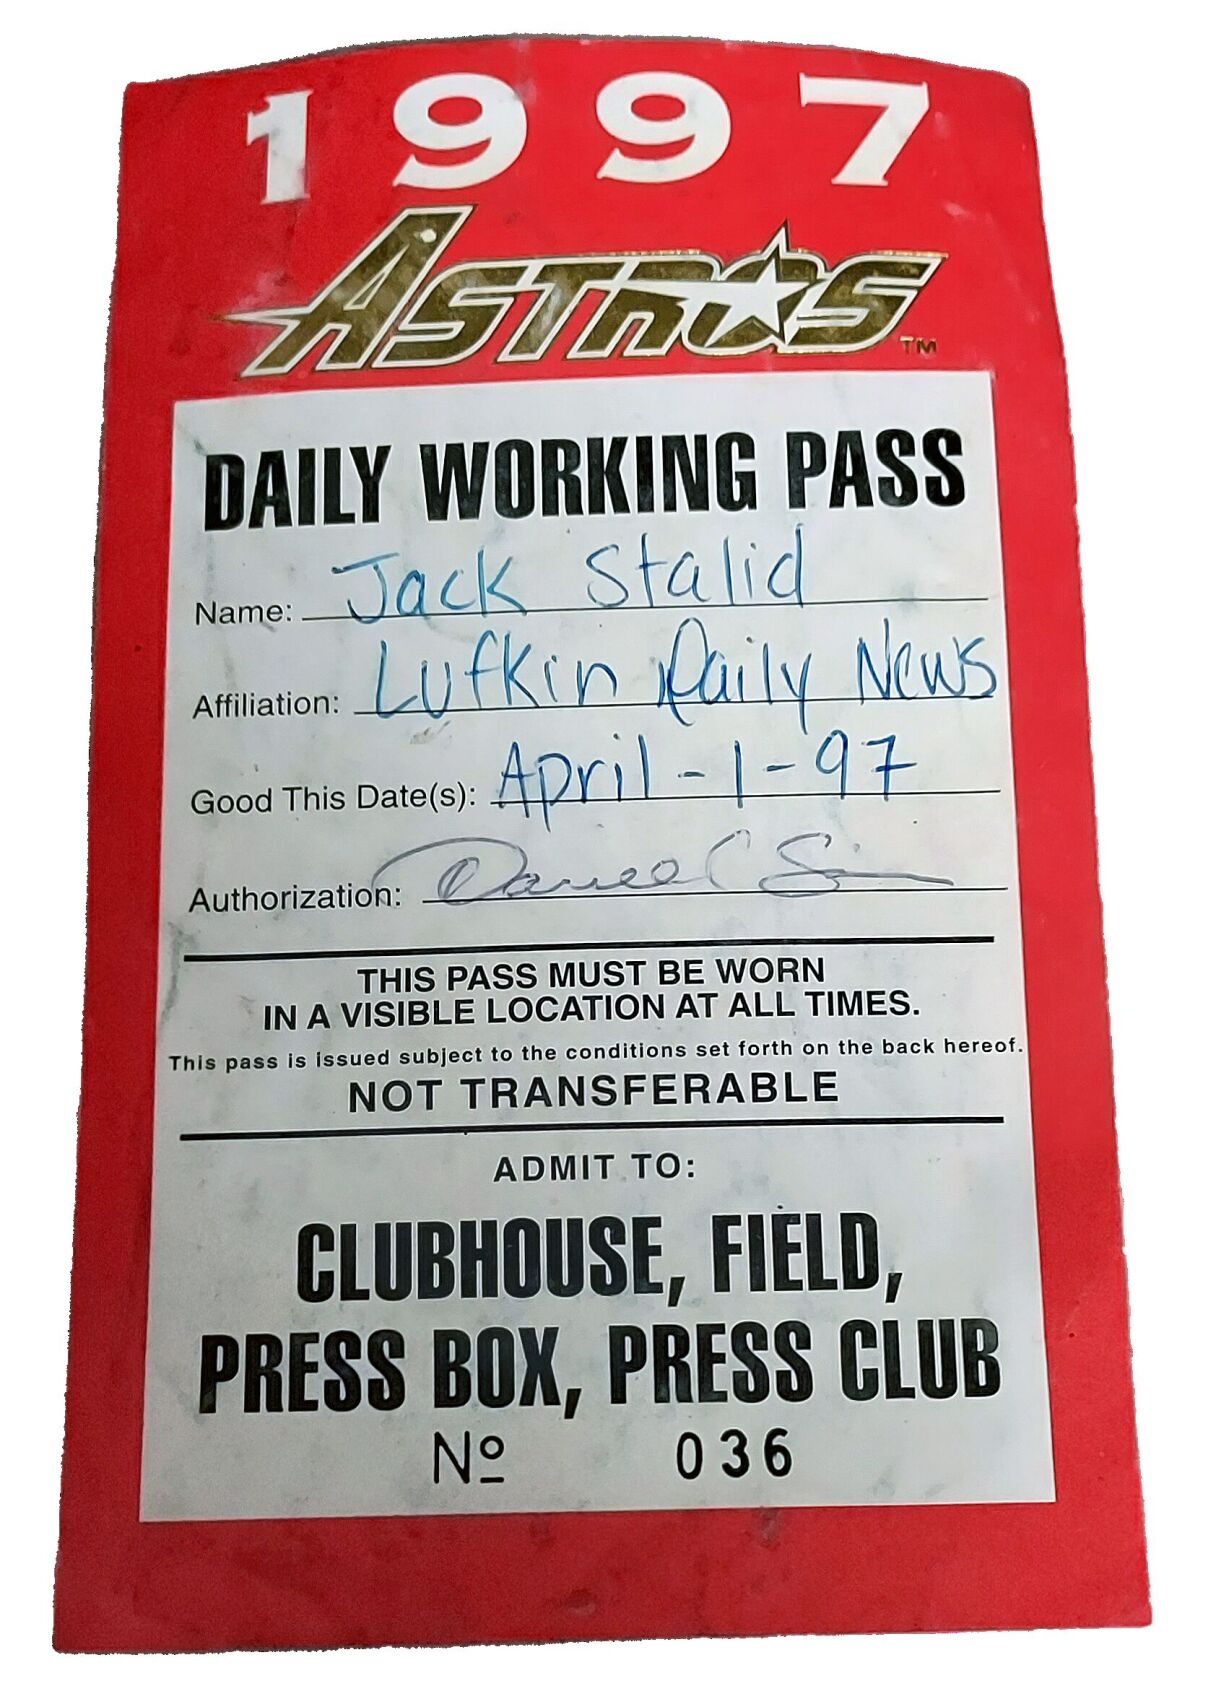 1997
ASTROS™
DAILY WORKING PASS
Name: Jack Stalid
Affiliation: Lufkin Daily News
Good This Date(s): April-1-97
Authorization:
THIS PASS MUST BE WORN
IN A VISIBLE LOCATION AT ALL TIMES.
This pass is issued subject to the conditions set forth on the back hereof.
NOT TRANSFERABLE
ADMIT TO:
CLUBHOUSE, FIELD,
PRESS BOX, PRESS CLUB
Nº 036